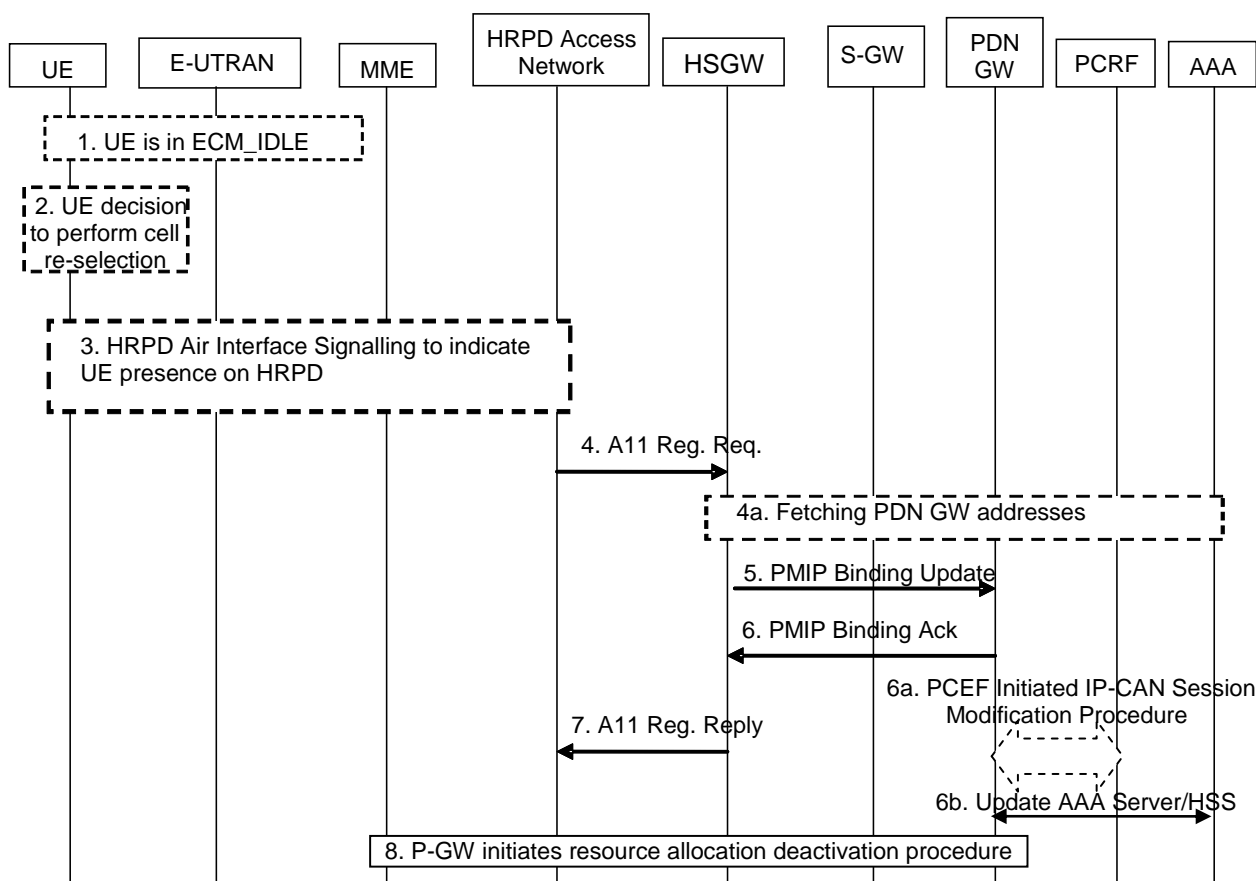 UE
E-UTRAN
MME
HRPD Access
Network
HSGW
S-GW
PDN
GW
PCRF
AAA
1. UE is in ECM_IDLE
2. UE decision
to perform cell
re-selection
3. HRPD Air Interface Signalling to indicate
UE presence on HRPD
4. A11 Reg. Req.
4a. Fetching PDN GW addresses
5. PMIP Binding Update
6. PMIP Binding Ack
6a. PCEF Initiated IP-CAN Session
Modification Procedure
7. A11 Reg. Reply
6b. Update AAA Server/HSS
8. P-GW initiates resource allocation deactivation procedure